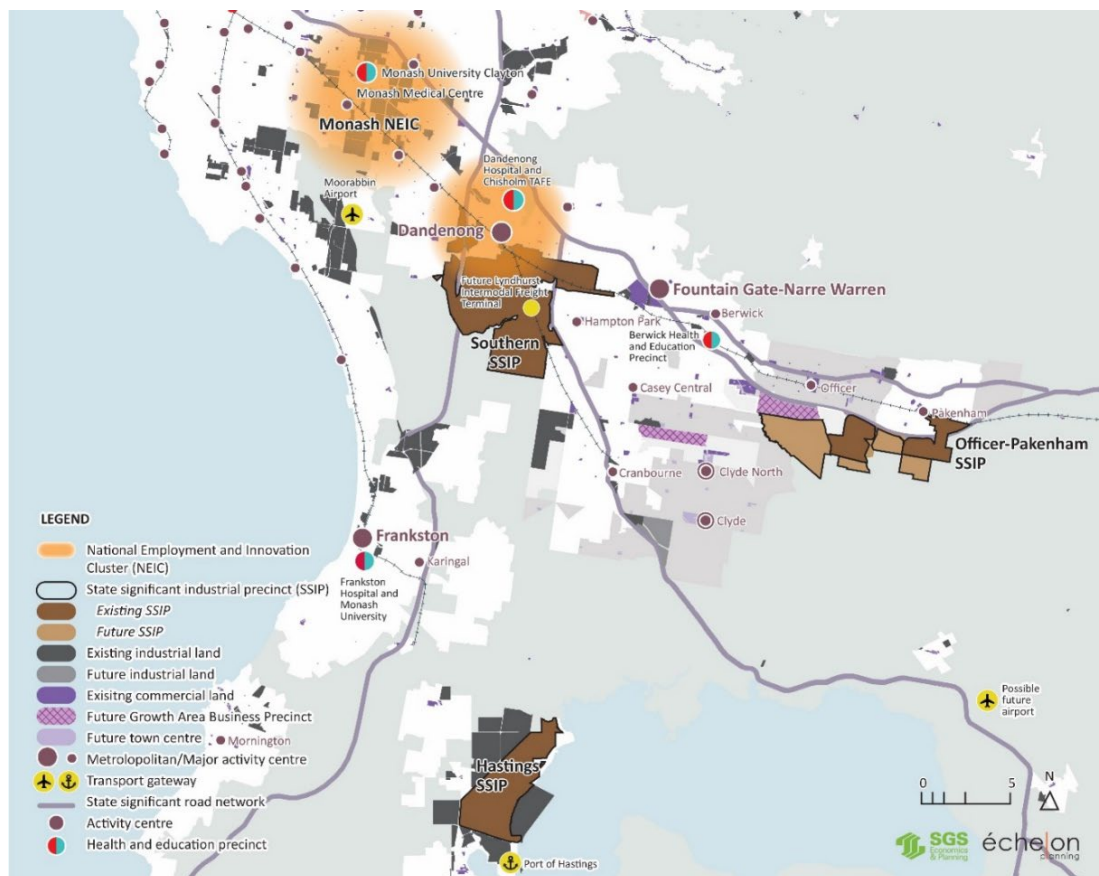 Monash University Clayton
Monash Medical Centre
Monash NEIC
Dandenong
Hospital and
Chisholm TAFE
Moorabbin
Airport
Dandenong
Future Lyndhurst
Intermodal Freight
Terminal
Fountain Gate-Narre Warren
Berwick
Hampton Park
Southern
SSIP
Berwick Health
and Education
Precinct
Casey Central
Officer
Pakenham
Officer-Pakenham
SSIP
Cranbourne
Clyde North
Clyde
Frankston
Karingal
Frankston
Hospital and
Monash
University
Possible
future
airport
Mornington
Hastings
SSIP
Port of Hastings
LEGEND
National Employment and Innovation
Cluster (NEIC)
State significant industrial precinct (SSIP)
Existing SSIP
Future SSIP
Existing industrial land
Future industrial land
Exisitng commercial land
Future Growth Area Business Precinct
Future town centre
Metrolopolitan/Major activity centre
Transport gateway
State significant road network
Activity centre
Health and education precinct
0 5
N
SGS
Economics
& Planning
échelon
planning